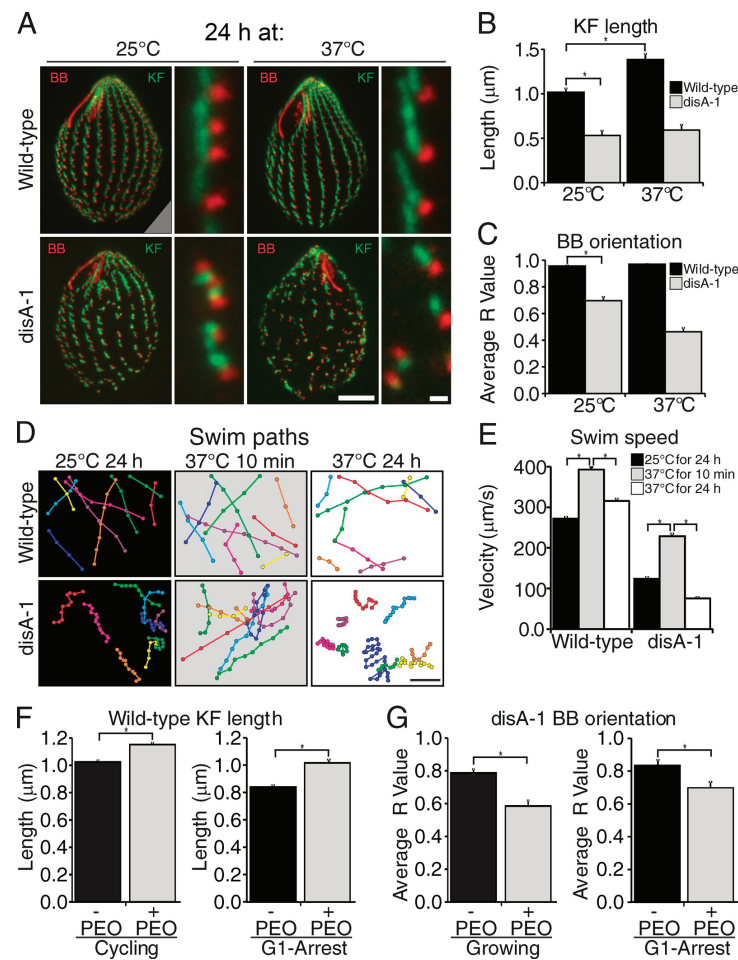 A
24 h at:
25°C
37°C
Wild-type
disA-1
BB KF
BB KF
BB KF
BB KF
B
KF length
Length (μm)
1.5
1.0
0.5
0.0
*
*
Wild-type
disA-1
25°C 37°C
C
BB orientation
Average R Value
1.0
0.8
0.6
0.4
0.2
0.0
*
Wild-type
disA-1
25°C 37°C
D
Swim paths
25°C 24 h
37°C 10 min
37°C 24 h
Wild-type
disA-1
E
Swim speed
Velocity (μm/s)
400
300
200
100
0
* *
* *
25°C for 24 h
37°C for 10 min
37°C for 24 h
Wild-type disA-1
F
Wild-type KF length
Length (μm)
1.2
1.0
0.8
0.6
0.4
0.2
0.0
*
- +
PEO PEO
Cycling
Length (μm)
1.2
1.0
0.8
0.6
0.4
0.2
0.0
*
- +
PEO PEO
G1-Arrest
G
disA-1 BB orientation
Average R Value
1.0
0.8
0.6
0.4
0.2
0.0
*
- +
PEO PEO
Growing
Average R Value
1.0
0.8
0.6
0.4
0.2
0.0
*
- +
PEO PEO
G1-Arrest